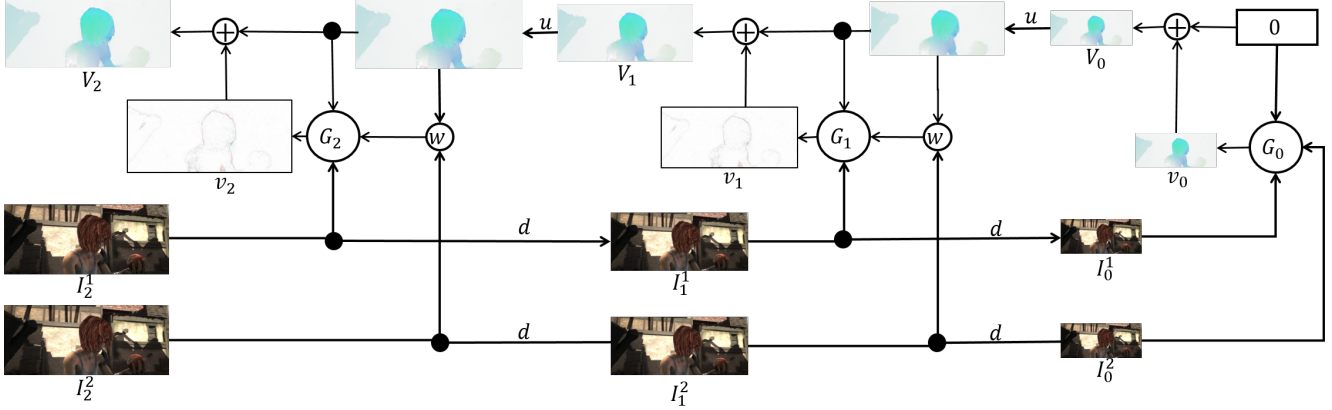 u
u
0
V₂
V₁
V₀
G₂
w
G₁
w
G₀
v₂
v₁
v₀
d
d
I₂¹
I₁¹
I₀¹
d
d
I₂²
I₁²
I₀²